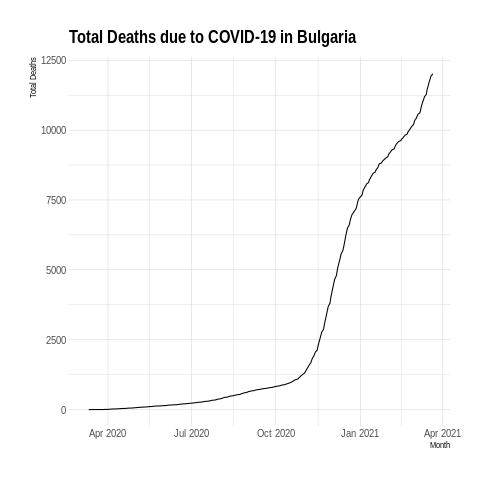 Total Deaths due to COVID-19 in Bulgaria
Total Deaths
12500
10000
7500
5000
2500
0
Apr 2020 Jul 2020 Oct 2020 Jan 2021 Apr 2021
Month